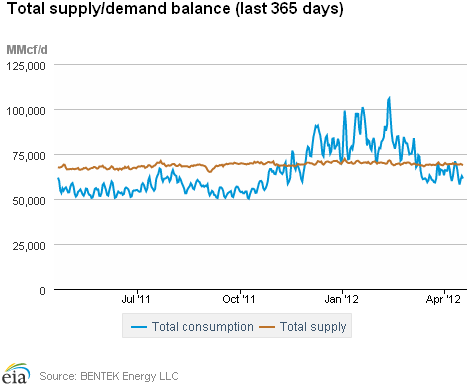 Total supply/demand balance (last 365 days)
MMcf/d
125,000
100,000
75,000
50,000
25,000
0
Jul '11 Oct '11 Jan '12 Apr '12
Total consumption Total supply
eia Source: BENTEK Energy LLC